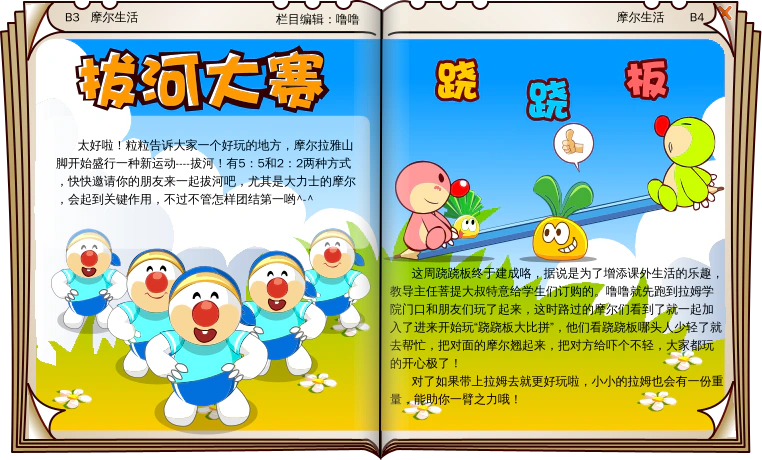 B3 摩尔生活
栏目编辑：噜噜
拔河大赛
太好啦！粒粒告诉大家一个好玩的地方，摩尔拉雅山
脚开始盛行一种新运动----拔河！有5：5和2：2两种方式
，快快邀请你的朋友来一起拔河吧，尤其是大力士的摩尔
，会起到关键作用，不过不管怎样团结第一哟^-^
摩尔生活 B4
跷跷板
这周跷跷板终于建成咯，据说是为了增添课外生活的乐趣，
教导主任菩提大叔特意给学生们订购的。噜噜就先跑到拉姆学
院门口和朋友们玩了起来，这时路过的摩尔们看到了就一起加
入了进来开始玩“跷跷板大比拼”，他们看跷跷板哪头人少轻了就
去帮忙，把对面的摩尔翘起来，把对方给吓个不轻，大家都玩
的开心极了！
对了如果带上拉姆去就更好玩啦，小小的拉姆也会有一份重
量，能助你一臂之力哦！